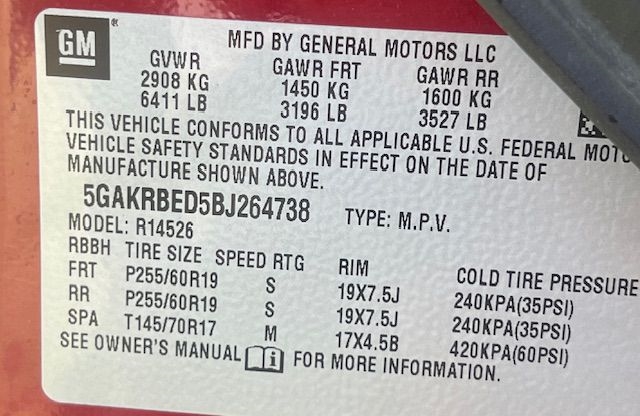 GM
MFD BY GENERAL MOTORS LLC
GVWR GAWR FRT GAWR RR
2908 KG 1450 KG 1600 KG
6411 LB 3196 LB 3527 LB
THIS VEHICLE CONFORMS TO ALL APPLICABLE U.S. FEDERAL MOTO
VEHICLE SAFETY STANDARDS IN EFFECT ON THE DATE OF
MANUFACTURE SHOWN ABOVE.
5GAKRBED5BJ264738 TYPE: M.P.V.
MODEL: R14526
RBBH TIRE SIZE SPEED RTG RIM COLD TIRE PRESSURE
FRT P255/60R19 S 19X7.5J 240KPA(35PSI)
RR P255/60R19 S 19X7.5J 240KPA(35PSI)
SPA T145/70R17 M 17X4.5B 420KPA(60PSI)
SEE OWNER'S MANUAL i FOR MORE INFORMATION.